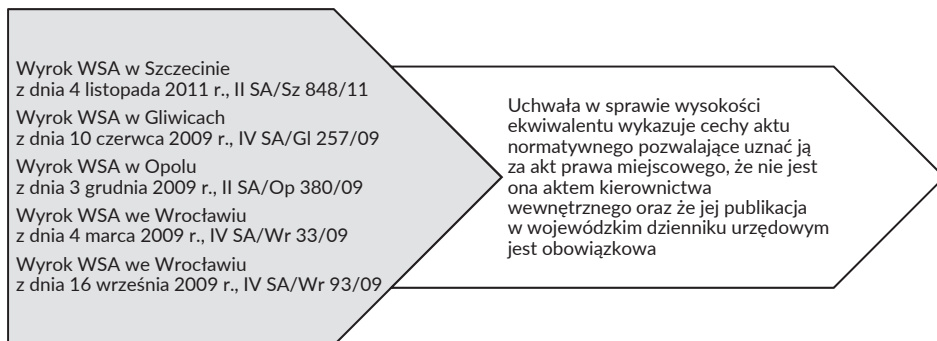 Wyrok WSA w Szczecinie
z dnia 4 listopada 2011 r., II SA/Sz 848/11
Wyrok WSA w Gliwicach
z dnia 10 czerwca 2009 r., IV SA/Gl 257/09
Wyrok WSA w Opolu
z dnia 3 grudnia 2009 r., II SA/Op 380/09
Wyrok WSA we Wrocławiu
z dnia 4 marca 2009 r., IV SA/Wr 33/09
Wyrok WSA we Wrocławiu
z dnia 16 września 2009 r., IV SA/Wr 93/09
Uchwała w sprawie wysokości
ekwiwalentu wykazuje cechy aktu
normatywnego pozwalające uznać ją
za akt prawa miejscowego, że nie jest
ona aktem kierownictwa
wewnętrznego oraz że jej publikacja
w wojewódzkim dzienniku urzędowym
jest obowiązkowa